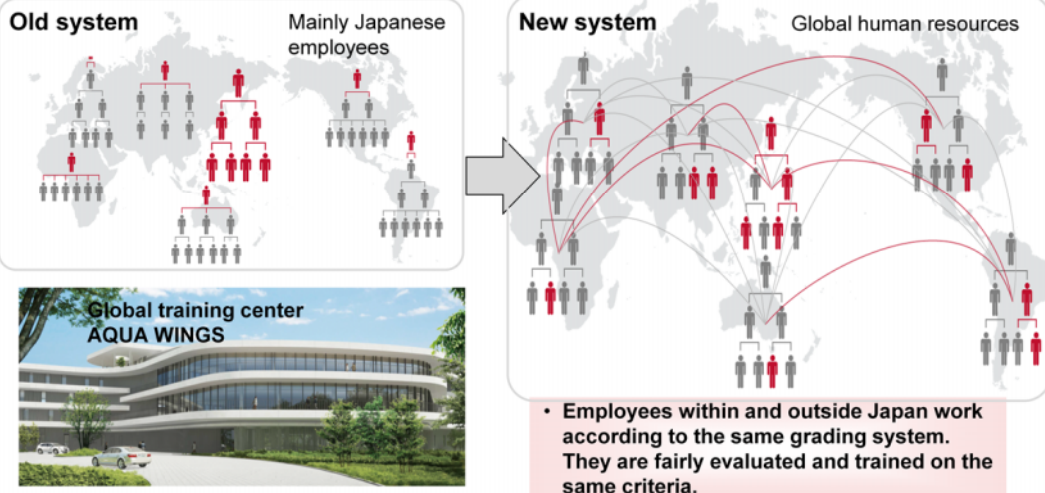 Old system
Mainly Japanese
employees
New system
Global human resources
Global training center
AQUA WINGS
• Employees within and outside Japan work
according to the same grading system.
They are fairly evaluated and trained on the
same criteria.